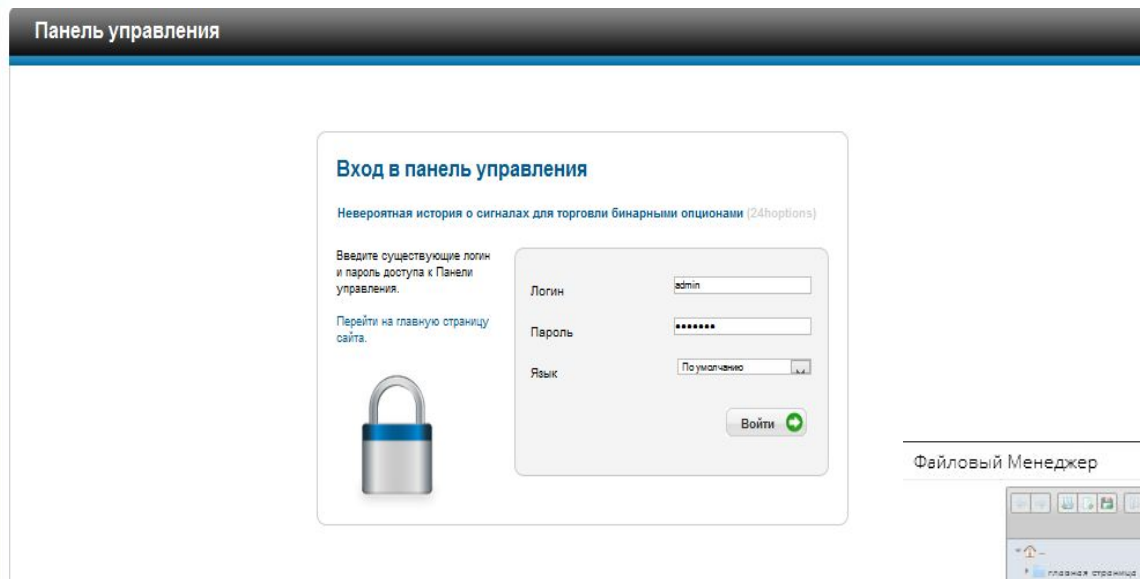 Панель управления
Вход в панель управления
Невероятная история о сигналах для торговли бинарными опционами (24hoptions)
Введите существующие логин
и пароль доступа к Панели
управления.
Перейти на главную страницу
сайта.
Логин
admin
Пароль
•••••••
Язык
По умолчанию
Войти
Файловый Менеджер
главная страница